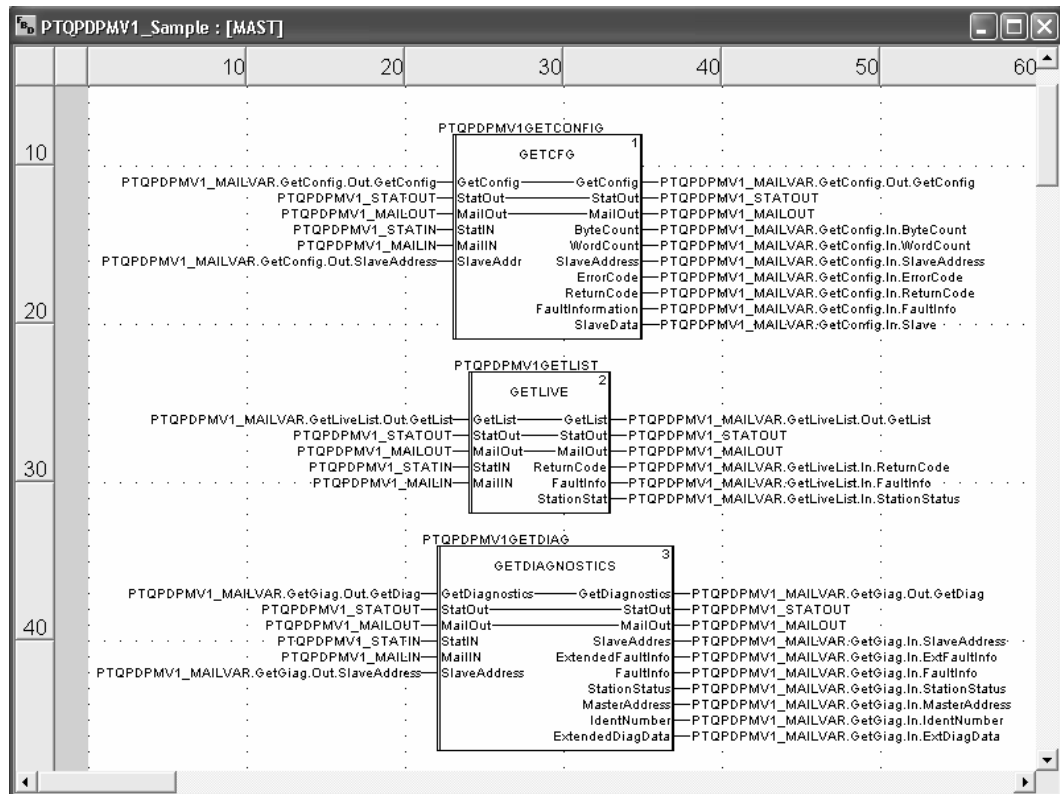 FBD PTQPDPMV1_Sample : [MAST]
10 20 30 40 50 60
PTQPDPMV1GETCONFIG
1
10 GETCFG
PTQPDPMV1_MAILVAR.GetConfig.Out.GetConfig GetConfig GetConfig PTQPDPMV1_MAILVAR.GetConfig.Out.GetConfig
PTQPDPMV1_STATOUT StatOut StatOut PTQPDPMV1_STATOUT
PTQPDPMV1_MAILOUT MailOut MailOut PTQPDPMV1_MAILOUT
PTQPDPMV1_STATIN StatIN ByteCount PTQPDPMV1_MAILVAR.GetConfig.In.ByteCount
PTQPDPMV1_MAILIN MailIN WordCount PTQPDPMV1_MAILVAR.GetConfig.In.WordCount
PTQPDPMV1_MAILVAR.GetConfig.Out.SlaveAddress SlaveAddr SlaveAddress PTQPDPMV1_MAILVAR.GetConfig.In.SlaveAddress
ErrorCode PTQPDPMV1_MAILVAR.GetConfig.In.ErrorCode
ReturnCode PTQPDPMV1_MAILVAR.GetConfig.In.ReturnCode
20 FaultInformation PTQPDPMV1_MAILVAR.GetConfig.In.FaultInfo
SlaveData PTQPDPMV1_MAILVAR.GetConfig.In.Slave
PTQPDPMV1GETLIST
2
GETLIVE
PTQPDPMV1_MAILVAR.GetLiveList.Out.GetList GetList GetList PTQPDPMV1_MAILVAR.GetLiveList.Out.GetList
PTQPDPMV1_STATOUT StatOut StatOut PTQPDPMV1_STATOUT
PTQPDPMV1_MAILOUT MailOut MailOut PTQPDPMV1_MAILOUT
30 PTQPDPMV1_STATIN StatIN ReturnCode PTQPDPMV1_MAILVAR.GetLiveList.In.ReturnCode
PTQPDPMV1_MAILIN MailIN FaultInfo PTQPDPMV1_MAILVAR.GetLiveList.In.FaultInfo
StationStat PTQPDPMV1_MAILVAR.GetLiveList.In.StationStatus
PTQPDPMV1GETDIAG
3
GETDIAGNOSTICS
PTQPDPMV1_MAILVAR.GetGiag.Out.GetDiag GetDiagnostics GetDiagnostics PTQPDPMV1_MAILVAR.GetGiag.Out.GetDiag
PTQPDPMV1_STATOUT StatOut StatOut PTQPDPMV1_STATOUT
40 PTQPDPMV1_MAILOUT MailOut MailOut PTQPDPMV1_MAILOUT
PTQPDPMV1_STATIN StatIN SlaveAddres PTQPDPMV1_MAILVAR.GetGiag.In.SlaveAddress
PTQPDPMV1_MAILIN MailIN ExtendedFaultInfo PTQPDPMV1_MAILVAR.GetGiag.In.ExtFaultInfo
PTQPDPMV1_MAILVAR.GetGiag.Out.SlaveAddress SlaveAddress FaultInfo PTQPDPMV1_MAILVAR.GetGiag.In.FaultInfo
StationStatus PTQPDPMV1_MAILVAR.GetGiag.In.StationStatus
MasterAddress PTQPDPMV1_MAILVAR.GetGiag.In.MasterAddress
IdentNumber PTQPDPMV1_MAILVAR.GetGiag.In.IdentNumber
ExtendedDiagData PTQPDPMV1_MAILVAR.GetGiag.In.ExtDiagData